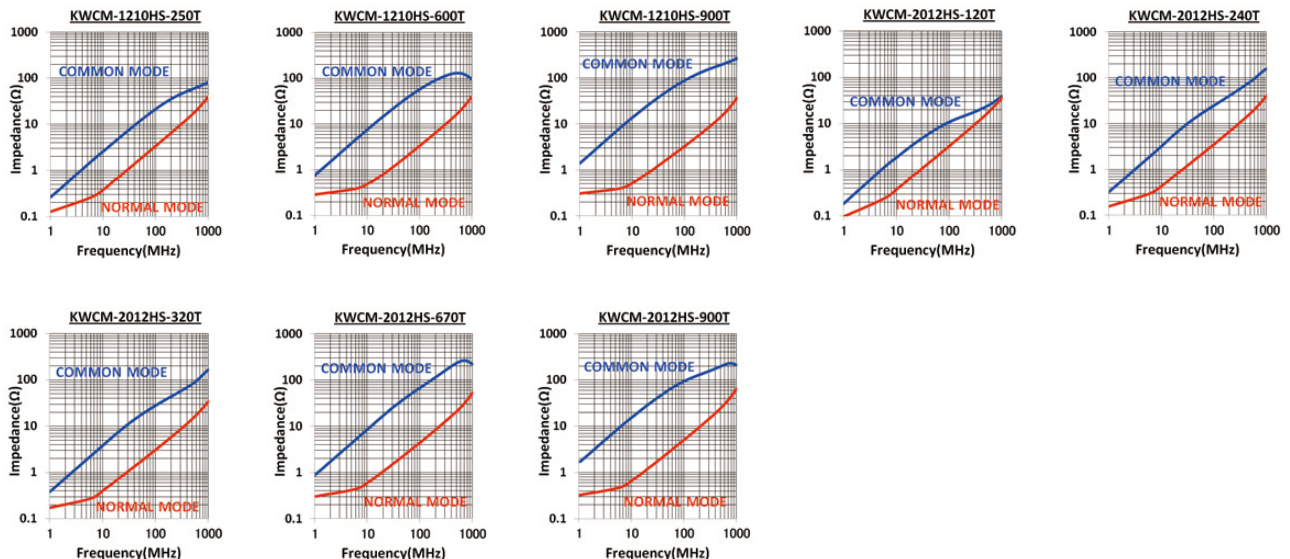 KWCM-1210HS-250T
1000
100
10
1
0.1
Impedance(Ω)
COMMON MODE
NORMAL MODE
1 10 100 1000
Frequency(MHz)
KWCM-1210HS-600T
1000
100
10
1
0.1
Impedance(Ω)
COMMON MODE
NORMAL MODE
1 10 100 1000
Frequency(MHz)
KWCM-1210HS-900T
1000
100
10
1
0.1
Impedance(Ω)
COMMON MODE
NORMAL MODE
1 10 100 1000
Frequency(MHz)
KWCM-2012HS-120T
1000
100
10
1
0.1
Impedance(Ω)
COMMON MODE
NORMAL MODE
1 10 100 1000
Frequency(MHz)
KWCM-2012HS-240T
1000
100
10
1
0.1
Impedance(Ω)
COMMON MODE
NORMAL MODE
1 10 100 1000
Frequency(MHz)
KWCM-2012HS-320T
1000
100
10
1
0.1
Impedance(Ω)
COMMON MODE
NORMAL MODE
1 10 100 1000
Frequency(MHz)
KWCM-2012HS-670T
1000
100
10
1
0.1
Impedance(Ω)
COMMON MODE
NORMAL MODE
1 10 100 1000
Frequency(MHz)
KWCM-2012HS-900T
1000
100
10
1
0.1
Impedance(Ω)
COMMON MODE
NORMAL MODE
1 10 100 1000
Frequency(MHz)